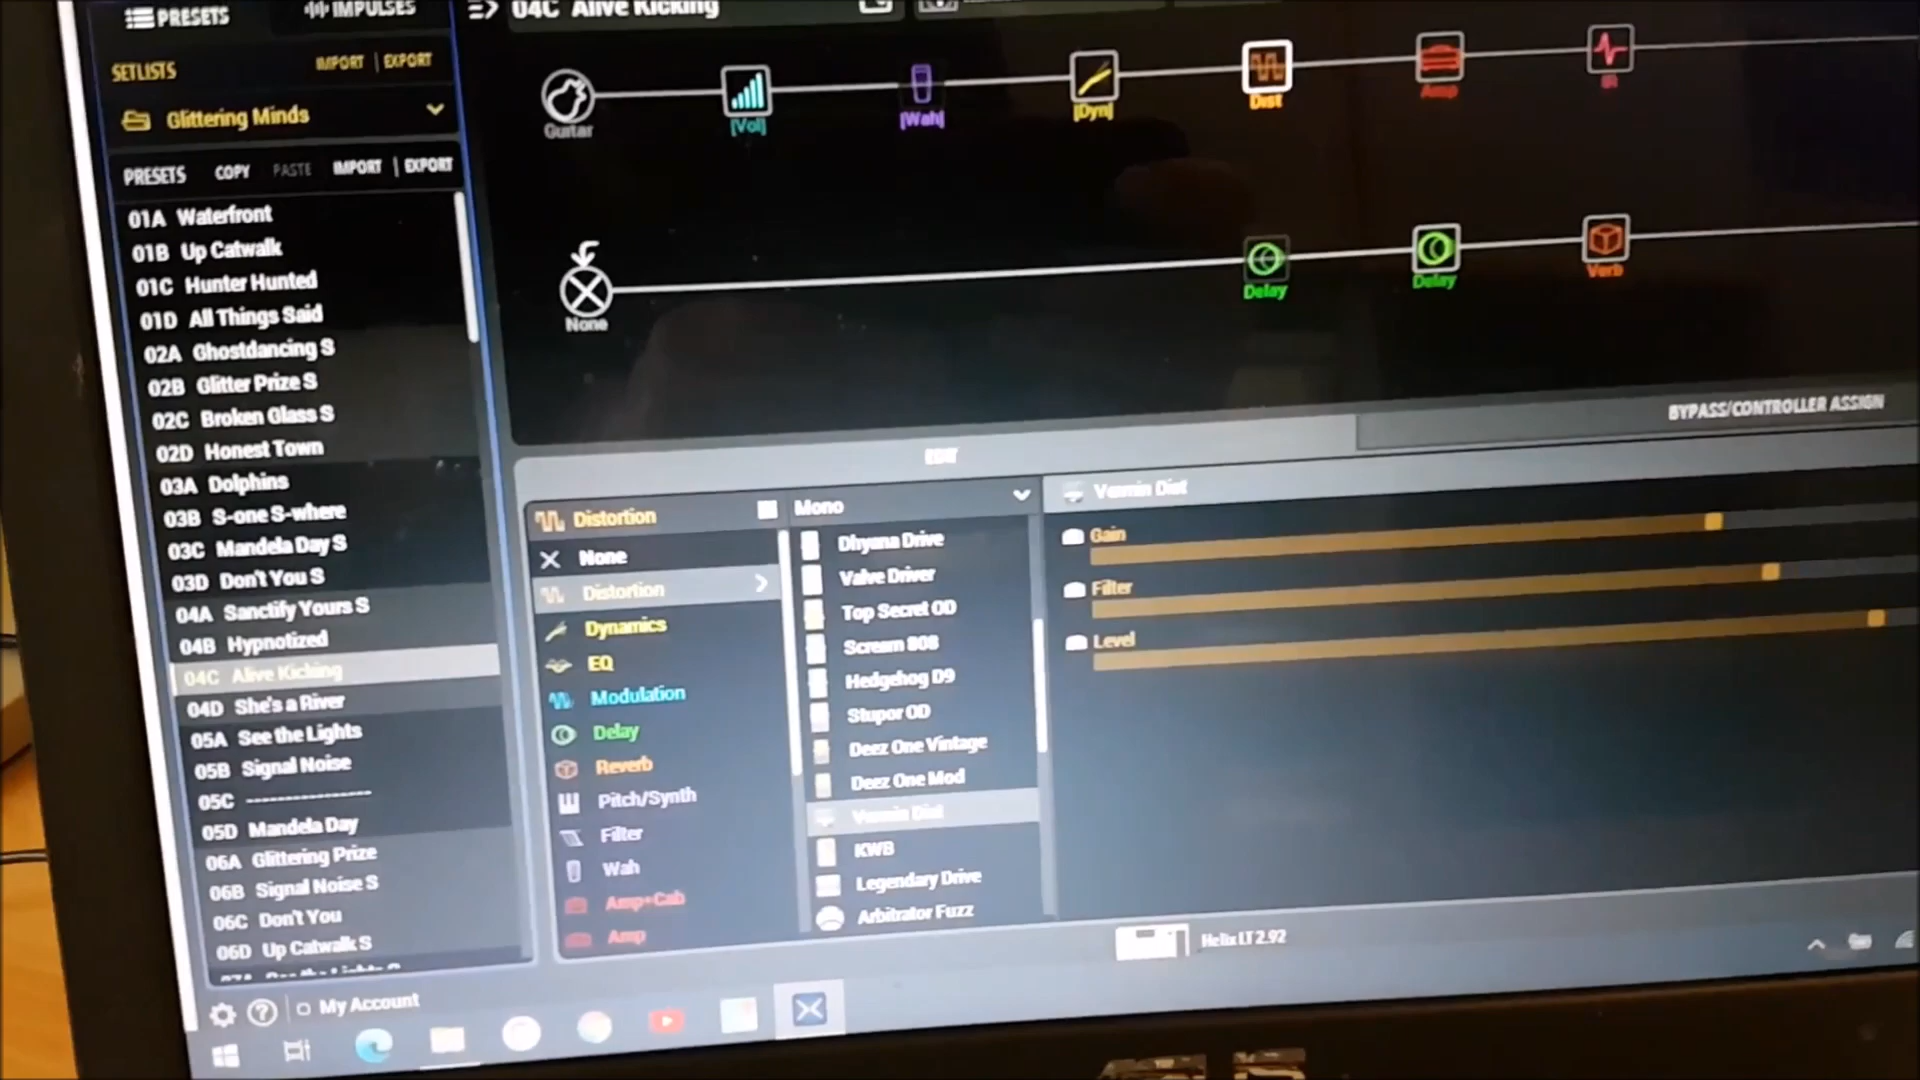 PRESETS
IMPULSES
04C Alive Kicking
SETLISTS
IMPORT | EXPORT
Glittering Minds
PRESETS COPY PASTE IMPORT | EXPORT
01A Waterfront
01B Up Catwalk
01C Hunter Hunted
01D All Things Said
02A Ghostdancing S
02B Glitter Prize S
02C Broken Glass S
02D Honest Town
03A Dolphins
03B S-one S-where
03C Mandela Day S
03D Don't You S
04A Sanctify Yours S
04B Hypnotized
04C Alive Kicking
04D She's a River
05A See the Lights
05B Signal Noise
05C ---------------
05D Mandela Day
06A Glittering Prize
06B Signal Noise S
06C Don't You
06D Up Catwalk S
My Account
Guitar
[Vol]
[Wah]
[Dyn]
Dist
Amp
IR
None
Delay
Delay
Verb
EDIT
BYPASS/CONTROLLER ASSIGN
Distortion
None
Distortion
Dynamics
EQ
Modulation
Delay
Reverb
Pitch/Synth
Filter
Wah
Amp+Cab
Amp
Mono
Dhyana Drive
Valve Driver
Top Secret OD
Scream 808
Hedgehog D9
Stupor OD
Deez One Vintage
Deez One Mod
Vermin Dist
KWB
Legendary Drive
Arbitrator Fuzz
Vermin Dist
Gain
Filter
Level
Helix LT 2.92